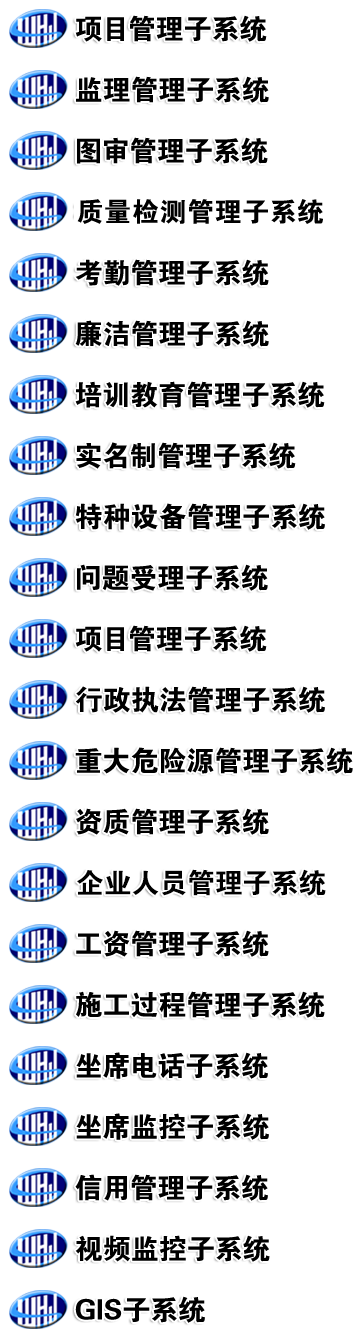 项目管理子系统
监理管理子系统
图审管理子系统
质量检测管理子系统
考勤管理子系统
廉洁管理子系统
培训教育管理子系统
实名制管理子系统
特种设备管理子系统
问题受理子系统
项目管理子系统
行政执法管理子系统
重大危险源管理子系统
资质管理子系统
企业人员管理子系统
工资管理子系统
施工过程管理子系统
坐席电话子系统
坐席监控子系统
信用管理子系统
视频监控子系统
GIS子系统